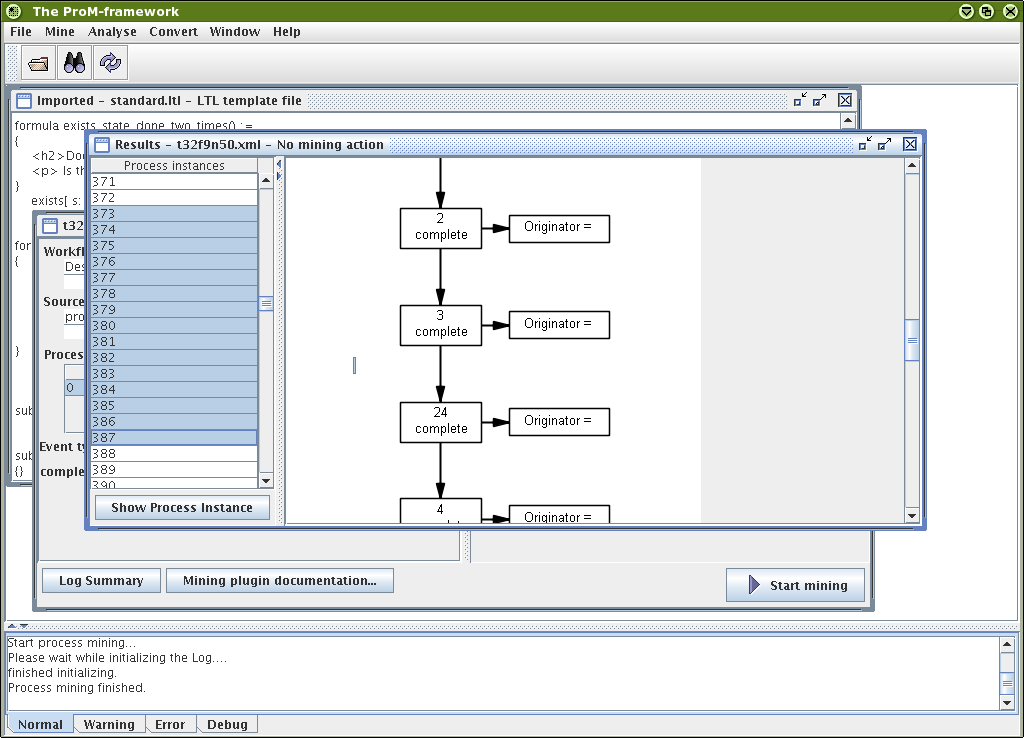 The ProM-framework
File Mine Analyse Convert Window Help
Imported - standard.ltl - LTL template file
formula exists_state_done_two_times() :=
{
<h2>Do
<p> Is th
}
exists[ s:
for
{
}
sub
sub
{}
t32
Workfl
Des
Source
pro
Process
0
Event ty
comple
Results - t32f9n50.xml - No mining action
Process instances
371
372
373
374
375
376
377
378
379
380
381
382
383
384
385
386
387
388
389
390
Show Process Instance
2
complete
Originator =
3
complete
Originator =
24
complete
Originator =
4
complete
Originator =
Log Summary
Mining plugin documentation...
Start mining
Start process mining...
Please wait while initializing the Log....
finished initializing.
Process mining finished.
Normal Warning Error Debug